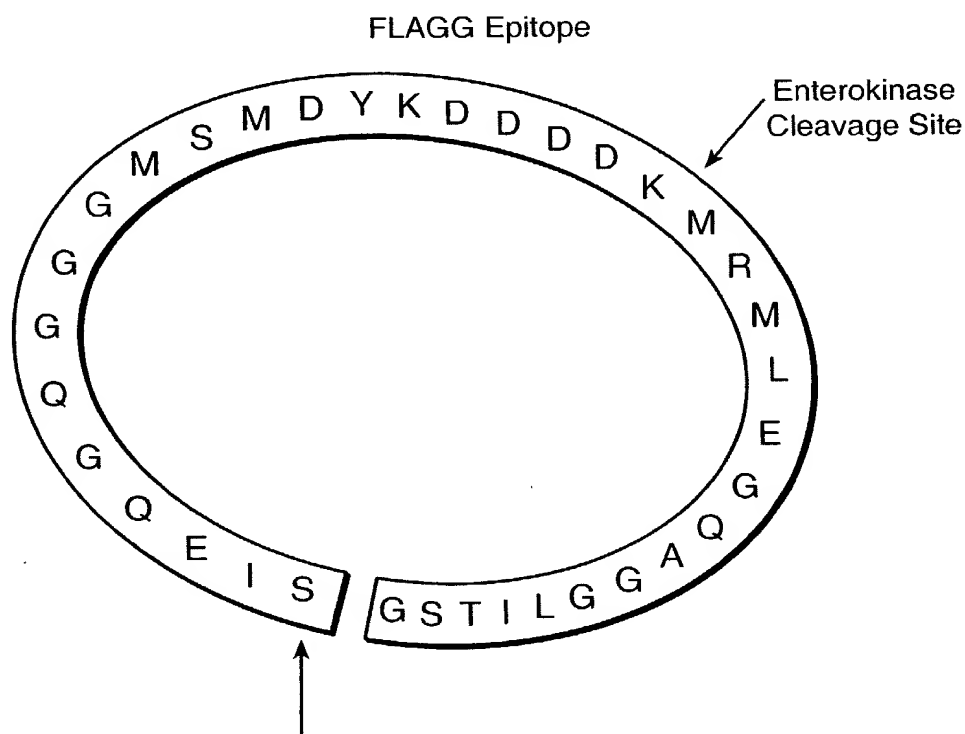 FLAGG Epitope
Enterokinase
Cleavage Site
S I E Q G Q G G G M S M D Y K D D D D K M R M L E G Q A G G L I T S G